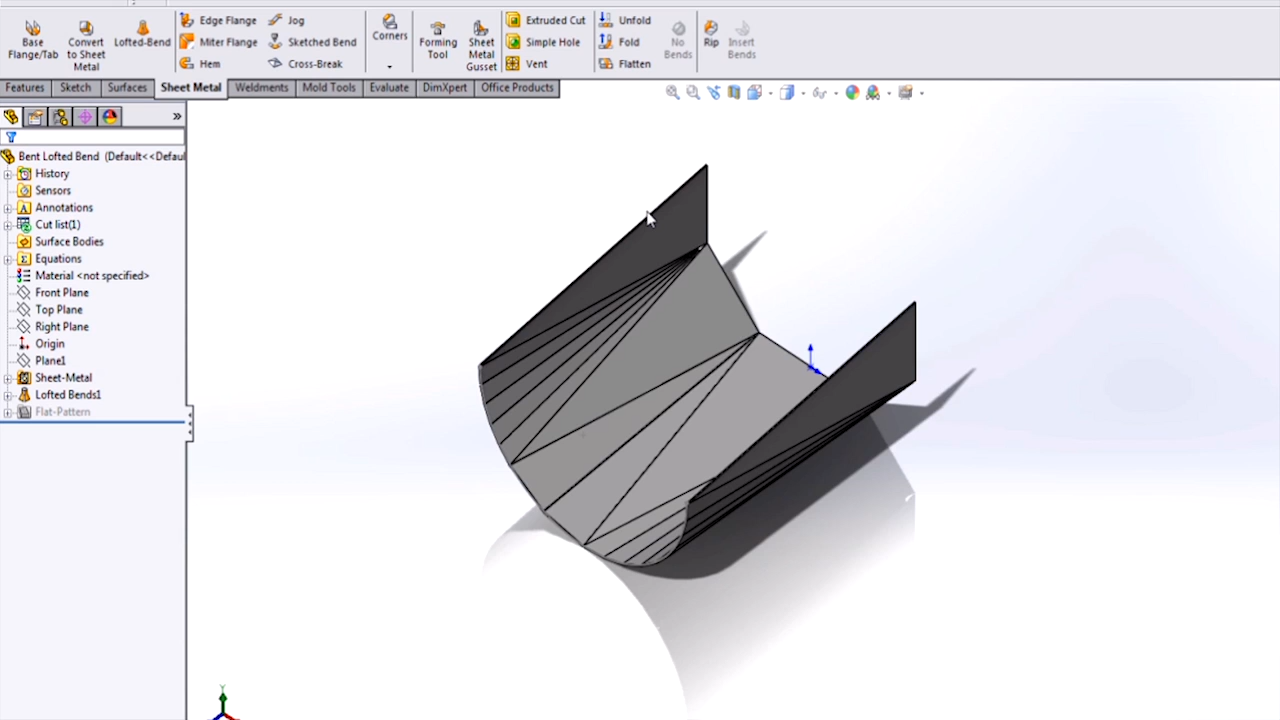 Base Flange/Tab
Convert to Sheet Metal
Lofted-Bend
Edge Flange
Miter Flange
Hem
Jog
Sketched Bend
Cross-Break
Corners
Forming Tool
Sheet Metal Gusset
Extruded Cut
Simple Hole
Vent
Unfold
Fold
Flatten
No Bends
Rip
Insert Bends
Features
Sketch
Surfaces
Sheet Metal
Weldments
Mold Tools
Evaluate
DimXpert
Office Products
»
Bent Lofted Bend (Default<<Defaul
History
Sensors
A Annotations
Cut list(1)
Surface Bodies
Σ Equations
Material <not specified>
Front Plane
Top Plane
Right Plane
Origin
Plane1
Sheet-Metal
Lofted Bends1
Flat-Pattern
Y